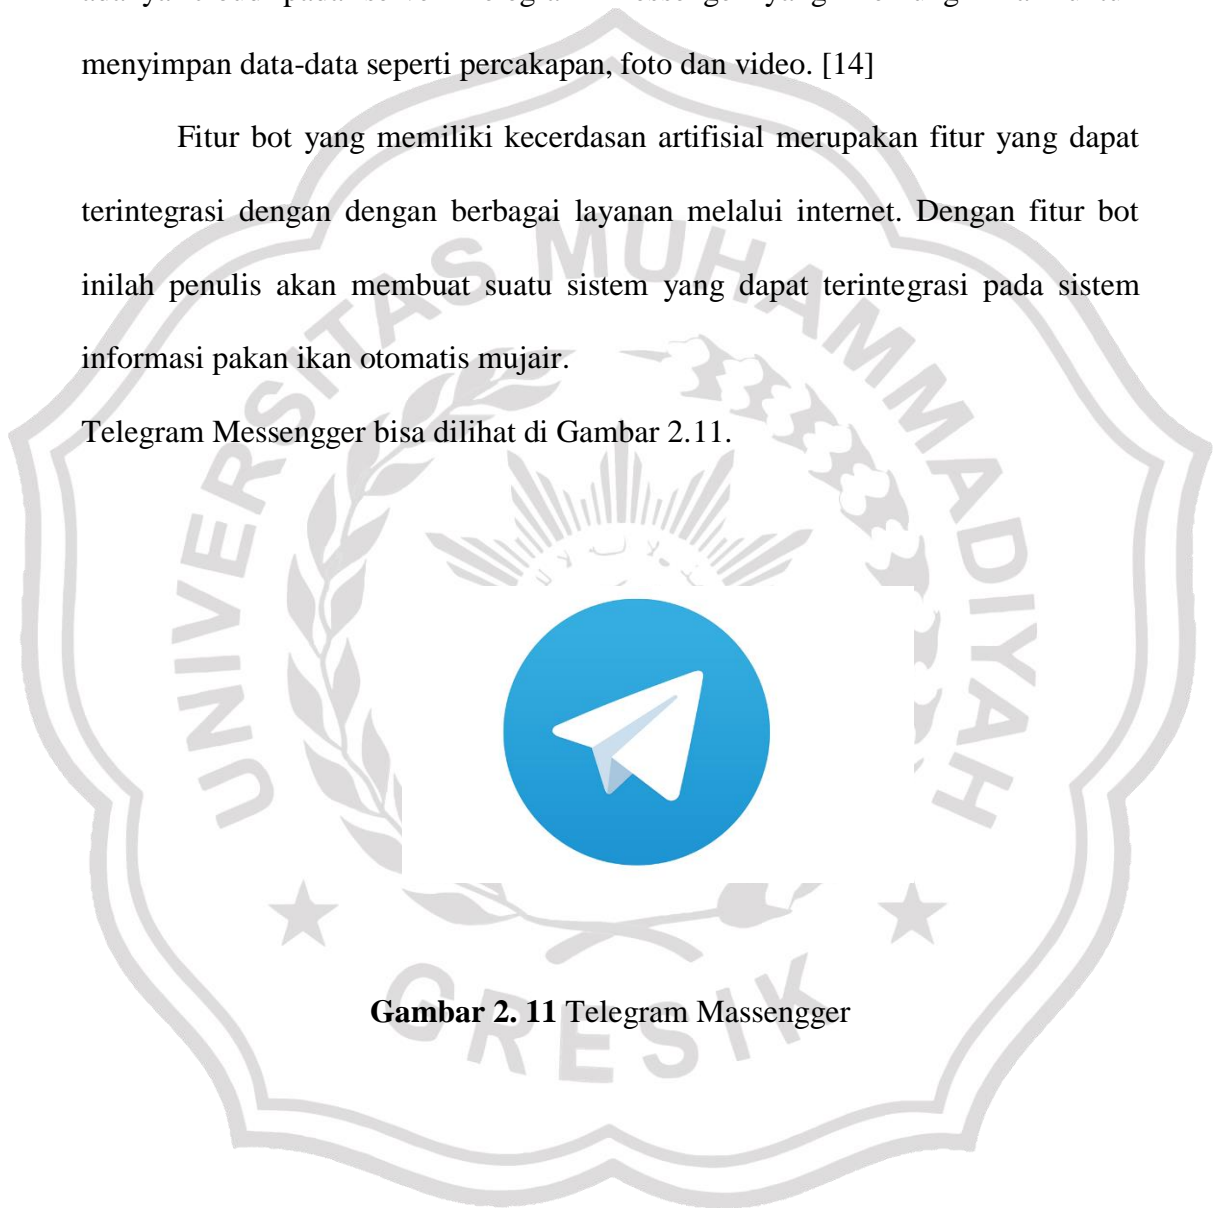 menyimpan data-data seperti percakapan, foto dan video. [14]
Fitur bot yang memiliki kecerdasan artifisial merupakan fitur yang dapat
terintegrasi dengan dengan berbagai layanan melalui internet. Dengan fitur bot
inilah penulis akan membuat suatu sistem yang dapat terintegrasi pada sistem
informasi pakan ikan otomatis mujair.
Telegram Messengger bisa dilihat di Gambar 2.11.
UNIVERSITAS MUHAMMADIYAH
GRESIK
Gambar 2. 11 Telegram Massengger